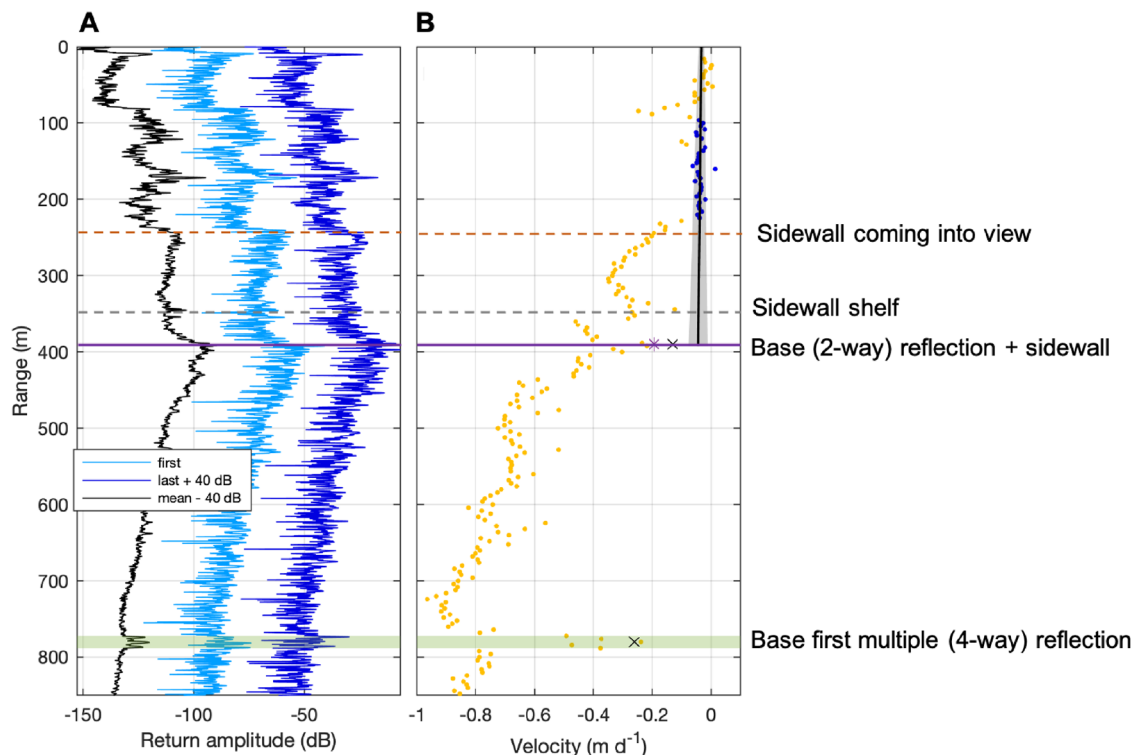 A
B
0
100
200
300
400
500
600
700
800
Range (m)
first
last + 40 dB
mean - 40 dB
-150
-100
-50
Return amplitude (dB)
-1
-0.8
-0.6
-0.4
-0.2
0
Velocity (m d⁻¹)
Sidewall coming into view
Sidewall shelf
Base (2-way) reflection + sidewall
Base first multiple (4-way) reflection